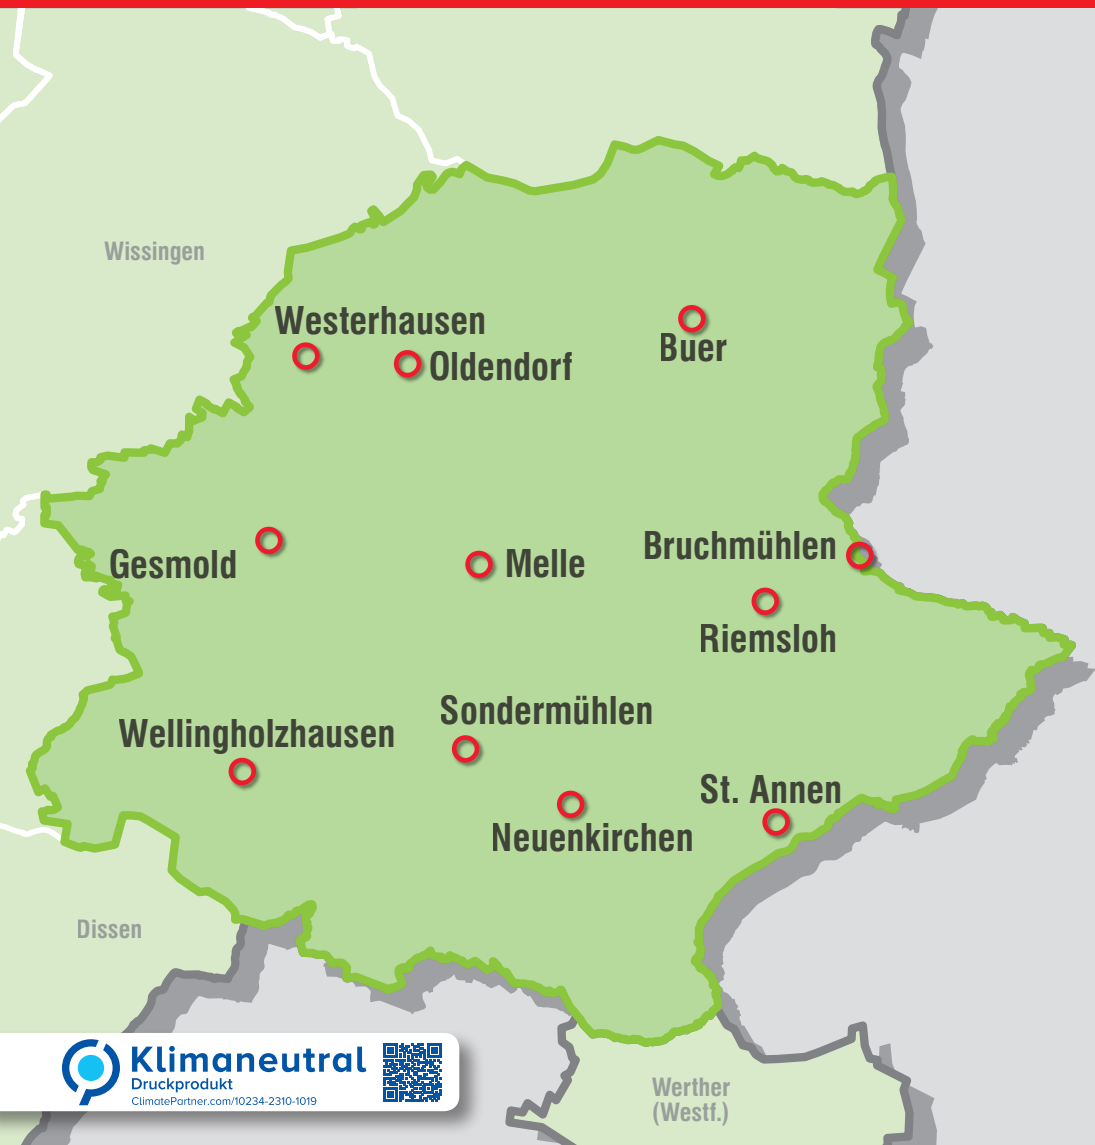 Wissingen
Westerhausen
Oldendorf
Buer
Gesmold
Melle
Bruchmühlen
Riemsloh
Sondermühlen
Wellingholzhausen
St. Annen
Neuenkirchen
Dissen
Klimaneutral
Druckprodukt
ClimatePartner.com/10234-2310-1019
Werther
(Westf.)